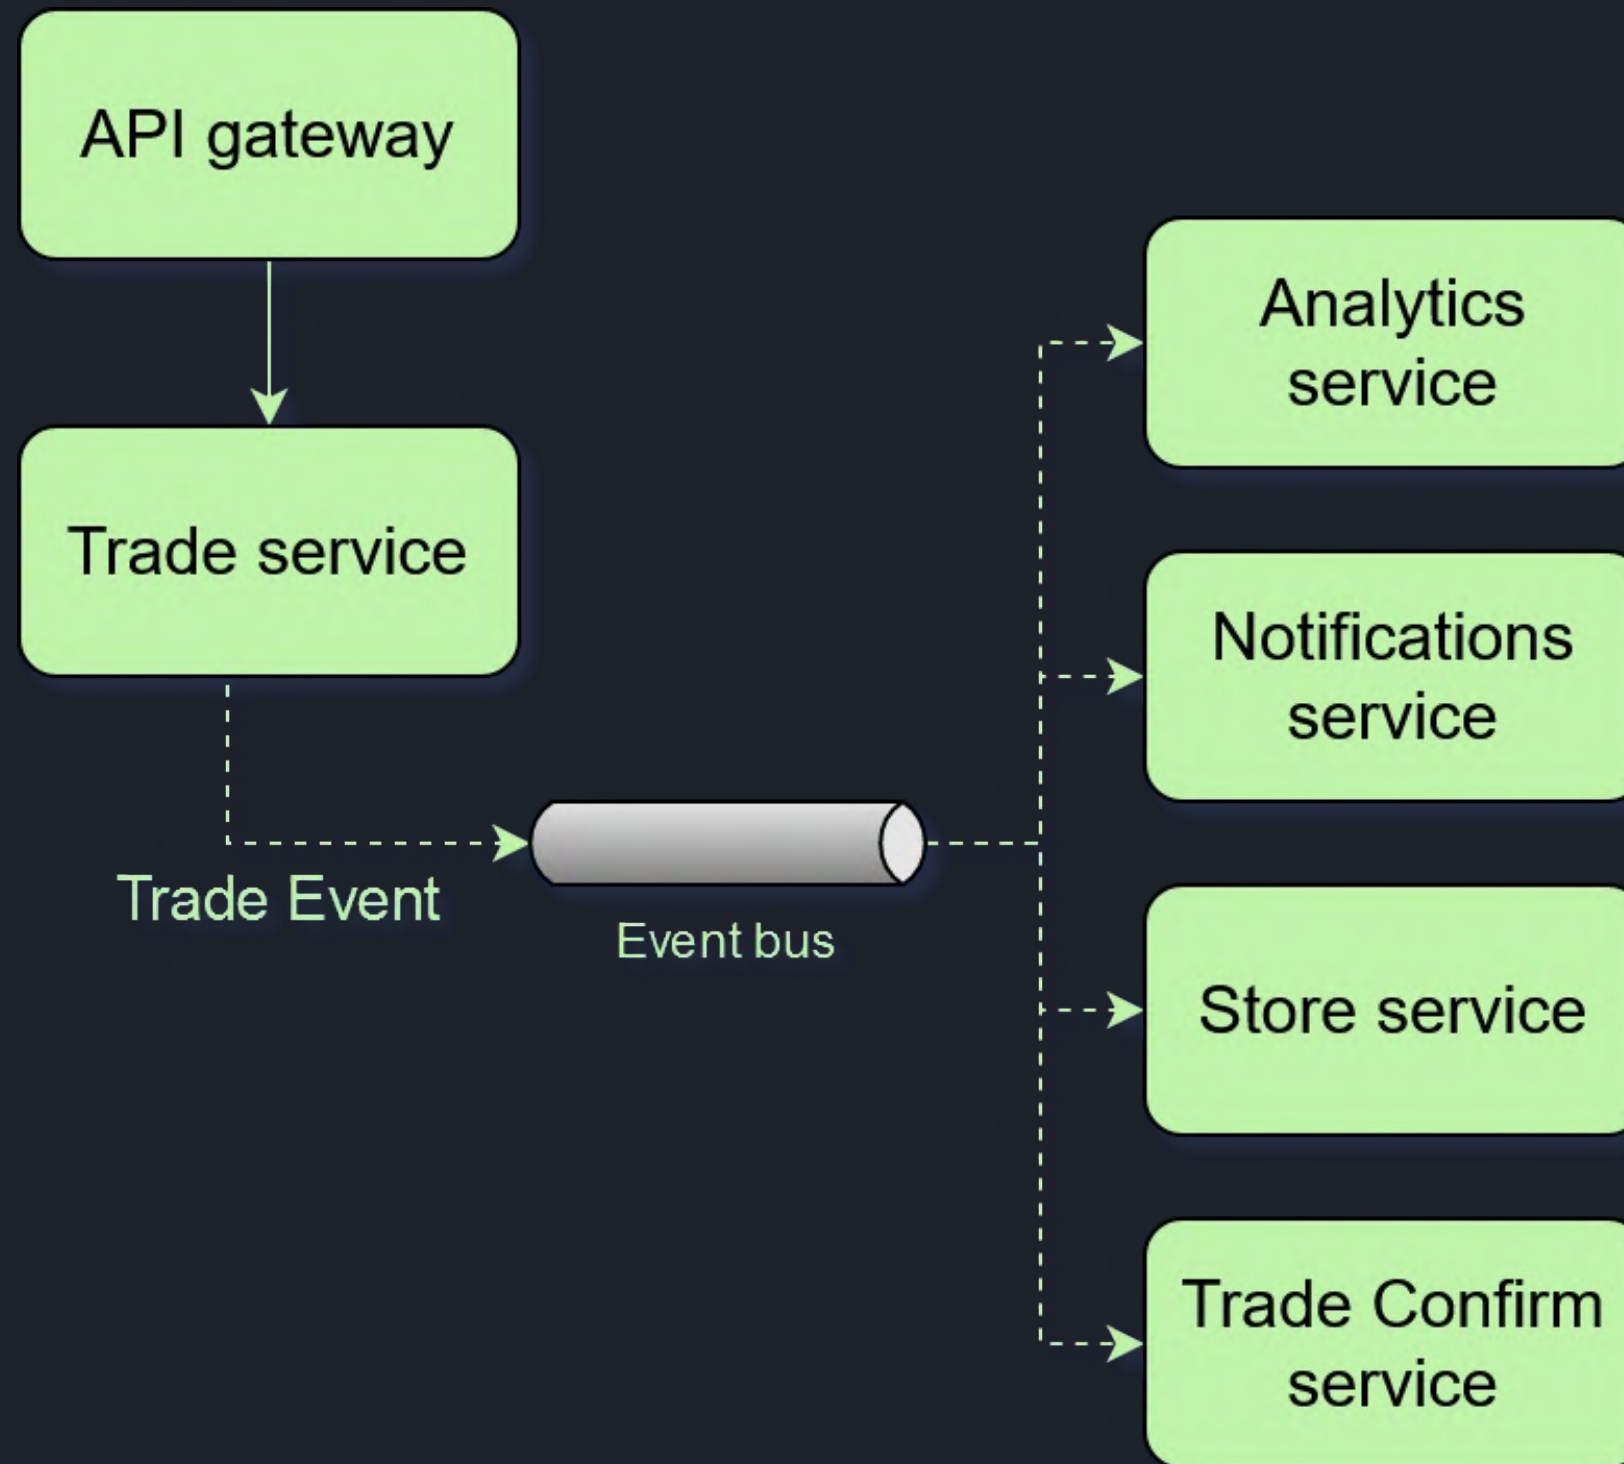 API gateway
Trade service
Trade Event
Event bus
Analytics
service
Notifications
service
Store service
Trade Confirm
service